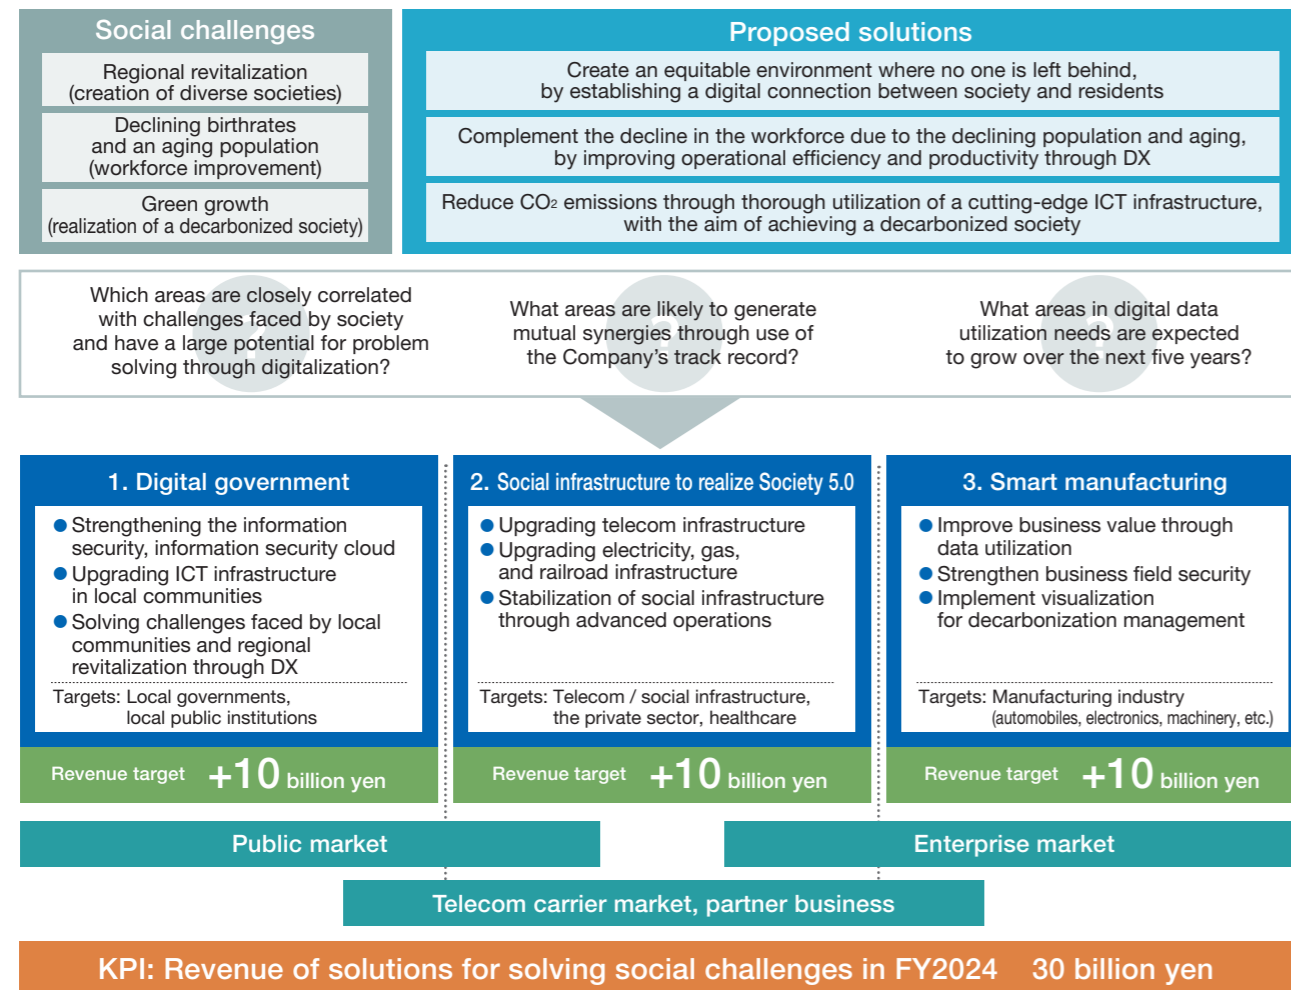 Social challenges
Regional revitalization
(creation of diverse societies)
Declining birthrates
and an aging population
(workforce improvement)
Green growth
(realization of a decarbonized society)
Proposed solutions
Create an equitable environment where no one is left behind,
by establishing a digital connection between society and residents
Complement the decline in the workforce due to the declining population and aging,
by improving operational efficiency and productivity through DX
Reduce CO2 emissions through thorough utilization of a cutting-edge ICT infrastructure,
with the aim of achieving a decarbonized society
?
Which areas are closely correlated
with challenges faced by society
and have a large potential for problem
solving through digitalization?
?
What areas are likely to generate
mutual synergies through use of
the Company's track record?
?
What areas in digital data
utilization needs are expected
to grow over the next five years?
1. Digital government
● Strengthening the information
security, information security cloud
● Upgrading ICT infrastructure
in local communities
● Solving challenges faced by local
communities and regional
revitalization through DX
Targets: Local governments,
local public institutions
Revenue target +10 billion yen
2. Social infrastructure to realize Society 5.0
● Upgrading telecom infrastructure
● Upgrading electricity, gas,
and railroad infrastructure
● Stabilization of social infrastructure
through advanced operations
Targets: Telecom / social infrastructure,
the private sector, healthcare
Revenue target +10 billion yen
3. Smart manufacturing
● Improve business value through
data utilization
● Strengthen business field security
● Implement visualization
for decarbonization management
Targets: Manufacturing industry
(automobiles, electronics, machinery, etc.)
Revenue target +10 billion yen
Public market
Enterprise market
Telecom carrier market, partner business
KPI: Revenue of solutions for solving social challenges in FY2024 30 billion yen